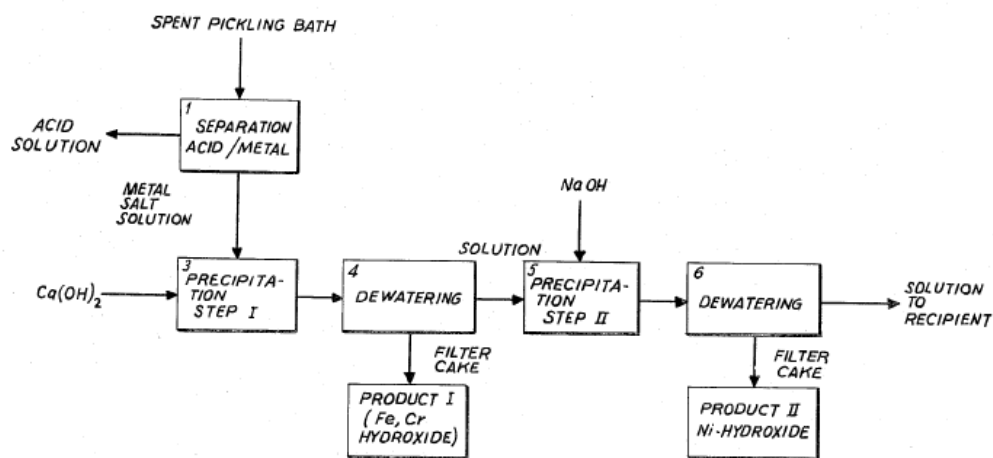 SPENT PICKLING BATH
1
SEPARATION
ACID/METAL
ACID
SOLUTION
METAL
SALT
SOLUTION
Ca(OH)2
3
PRECIPITA-
TION
STEP I
4
DEWATERING
SOLUTION
NaOH
5
PRECIPITA-
TION
STEP II
6
DEWATERING
SOLUTION
TO
RECIPIENT
FILTER
CAKE
PRODUCT I
(Fe, Cr
HYDROXIDE)
FILTER
CAKE
PRODUCT II
Ni-HYDROXIDE